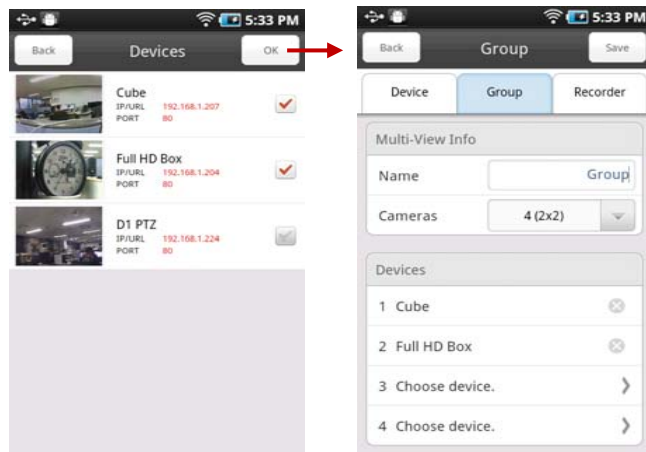 5:33 PM
Back Devices OK
Cube
IP/URL 192.168.1.207
PORT 80
Full HD Box
IP/URL 192.168.1.204
PORT 80
D1 PTZ
IP/URL 192.168.1.224
PORT 80
5:33 PM
Back Group Save
Device Group Recorder
Multi-View Info
Name Group
Cameras 4 (2x2)
Devices
1 Cube
2 Full HD Box
3 Choose device.
4 Choose device.